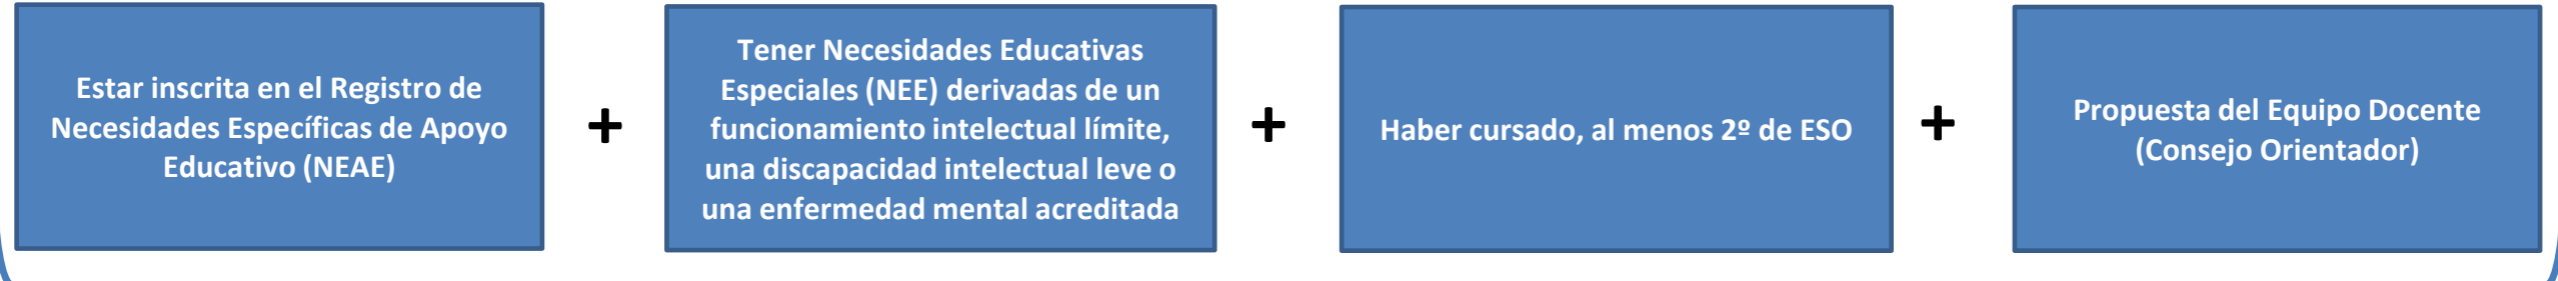 Estar inscrita en el Registro de
Necesidades Específicas de Apoyo
Educativo (NEAE)
+
Tener Necesidades Educativas
Especiales (NEE) derivadas de un
funcionamiento intelectual límite,
una discapacidad intelectual leve o
una enfermedad mental acreditada
+
Haber cursado, al menos 2º de ESO
+
Propuesta del Equipo Docente
(Consejo Orientador)